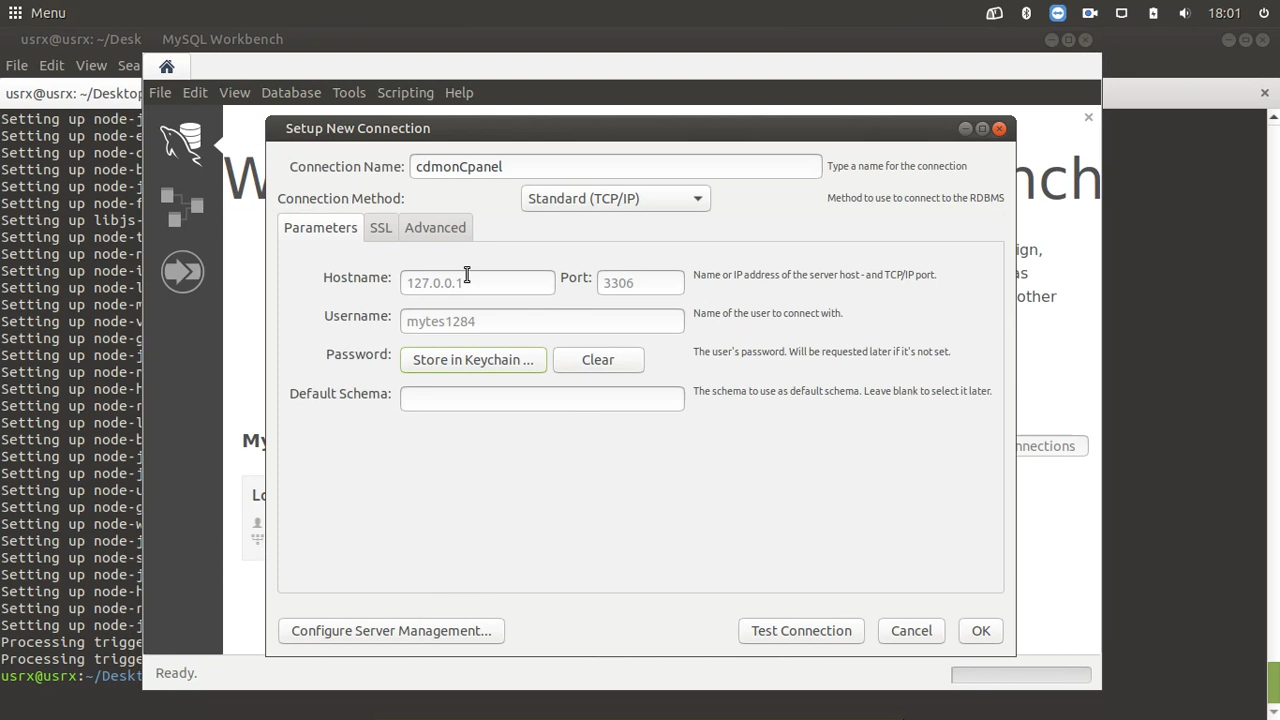 Menu
18:01
usrx@usrx: ~/Desk
MySQL Workbench
File Edit View Sea
usrx@usrx: ~/Desktop
File Edit View Database Tools Scripting Help
Setup New Connection
Connection Name: cdmonCpanel Type a name for the connection
Connection Method: Standard (TCP/IP) Method to use to connect to the RDBMS
Parameters SSL Advanced
Hostname: 127.0.0.1 Port: 3306 Name or IP address of the server host - and TCP/IP port.
Username: mytes1284 Name of the user to connect with.
Password: Store in Keychain ... Clear The user's password. Will be requested later if it's not set.
Default Schema: The schema to use as default schema. Leave blank to select it later.
Configure Server Management... Test Connection Cancel OK
Ready.
W
ench
ign,
as
other
My
nnections
Lo
Setting up node-j
Setting up node-e
Setting up node-c
Setting up node-b
Setting up node-j
Setting up node-f
Setting up libjs-
Setting up node-t
Setting up node-n
Setting up node-i
Setting up node-c
Setting up node-m
Setting up node-v
Setting up node-g
Setting up node-m
Setting up node-h
Setting up node-r
Setting up node-l
Setting up node-b
Setting up node-j
Setting up node-j
Setting up node-u
Setting up node-g
Setting up node-w
Setting up node-j
Setting up node-s
Setting up node-j
Setting up node-h
Setting up node-n
Setting up node-j
Processing trigge
Processing trigge
usrx@usrx:~/Deskt